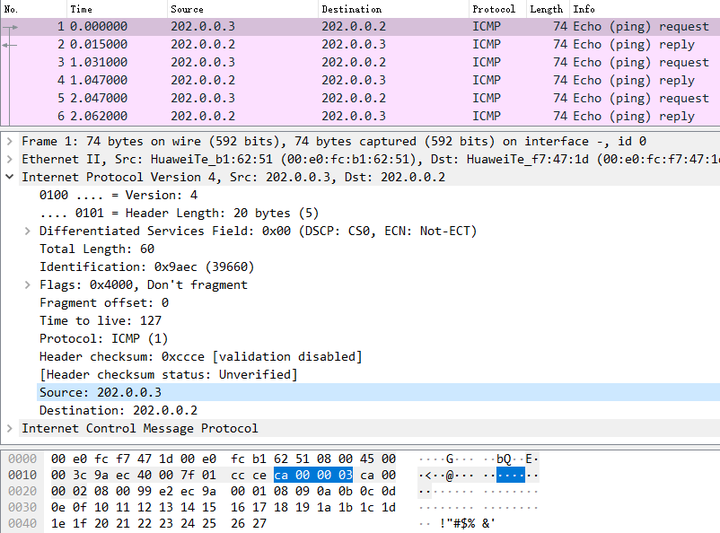 No. Time Source Destination Protocol Length Info
1 0.000000 202.0.0.3 202.0.0.2 ICMP 74 Echo (ping) request
2 0.015000 202.0.0.2 202.0.0.3 ICMP 74 Echo (ping) reply
3 1.031000 202.0.0.3 202.0.0.2 ICMP 74 Echo (ping) request
4 1.047000 202.0.0.2 202.0.0.3 ICMP 74 Echo (ping) reply
5 2.047000 202.0.0.3 202.0.0.2 ICMP 74 Echo (ping) request
6 2.062000 202.0.0.2 202.0.0.3 ICMP 74 Echo (ping) reply
Frame 1: 74 bytes on wire (592 bits), 74 bytes captured (592 bits) on interface -, id 0
Ethernet II, Src: HuaweiTe_b1:62:51 (00:e0:fc:b1:62:51), Dst: HuaweiTe_f7:47:1d (00:e0:fc:f7:47:1d
Internet Protocol Version 4, Src: 202.0.0.3, Dst: 202.0.0.2
0100 .... = Version: 4
.... 0101 = Header Length: 20 bytes (5)
Differentiated Services Field: 0x00 (DSCP: CS0, ECN: Not-ECT)
Total Length: 60
Identification: 0x9aec (39660)
Flags: 0x4000, Don't fragment
Fragment offset: 0
Time to live: 127
Protocol: ICMP (1)
Header checksum: 0xccce [validation disabled]
[Header checksum status: Unverified]
Source: 202.0.0.3
Destination: 202.0.0.2
Internet Control Message Protocol
0000 00 e0 fc f7 47 1d 00 e0 fc b1 62 51 08 00 45 00 ····G··· ··bQ··E·
0010 00 3c 9a ec 40 00 7f 01 cc ce ca 00 00 03 ca 00 ·<··@··· ········
0020 00 02 08 00 99 e2 ec 9a 00 01 08 09 0a 0b 0c 0d ········ ········
0030 0e 0f 10 11 12 13 14 15 16 17 18 19 1a 1b 1c 1d ········ ········
0040 1e 1f 20 21 22 23 24 25 26 27 ·· !"#$% &'